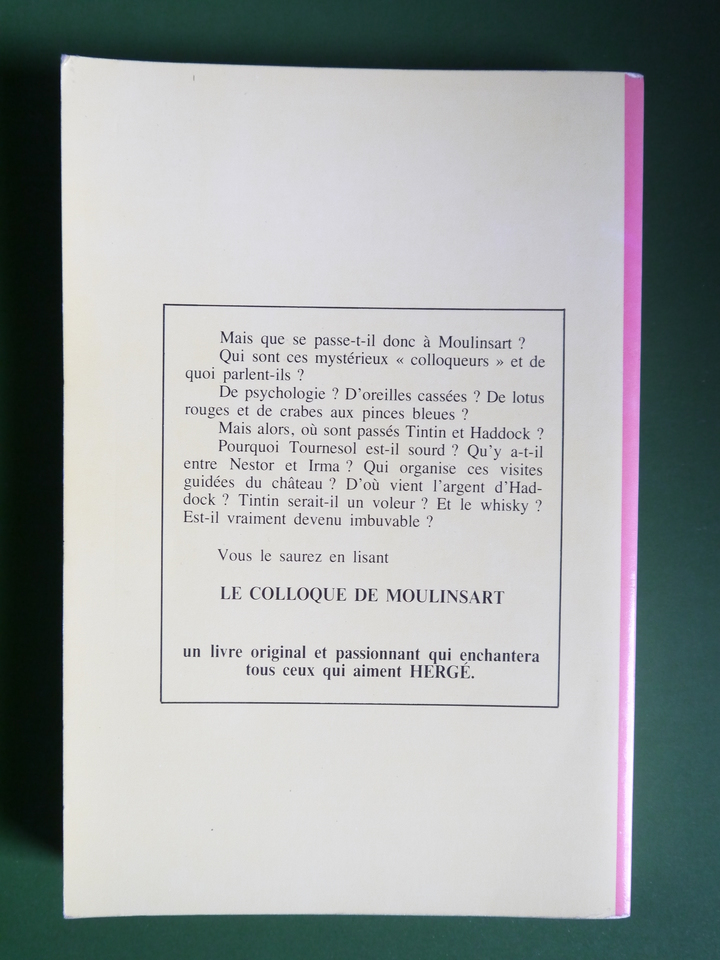 Mais que se passe-t-il donc à Moulinsart ?
Qui sont ces mystérieux « colloqueurs » et de
quoi parlent-ils ?
De psychologie ? D'oreilles cassées ? De lotus
rouges et de crabes aux pinces bleues ?
Mais alors, où sont passés Tintin et Haddock ?
Pourquoi Tournesol est-il sourd ? Qu'y a-t-il
entre Nestor et Irma ? Qui organise ces visites
guidées du château ? D'où vient l'argent d'Had-
dock ? Tintin serait-il un voleur ? Et le whisky ?
Est-il vraiment devenu imbuvable ?
Vous le saurez en lisant
LE COLLOQUE DE MOULINSART
un livre original et passionnant qui enchantera
tous ceux qui aiment HERGÉ.